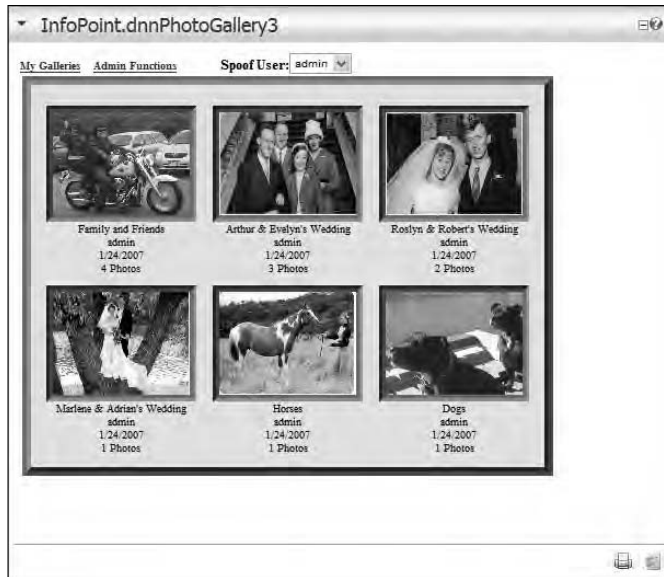 InfoPoint.dnnPhotoGallery3
My Galleries Admin Functions Spoof User: admin
Family and Friends
admin
1/24/2007
4 Photos
Arthur & Evelyn's Wedding
admin
1/24/2007
3 Photos
Roslyn & Robert's Wedding
admin
1/24/2007
2 Photos
Marlene & Adrian's Wedding
admin
1/24/2007
1 Photos
Horses
admin
1/24/2007
1 Photos
Dogs
admin
1/24/2007
1 Photos